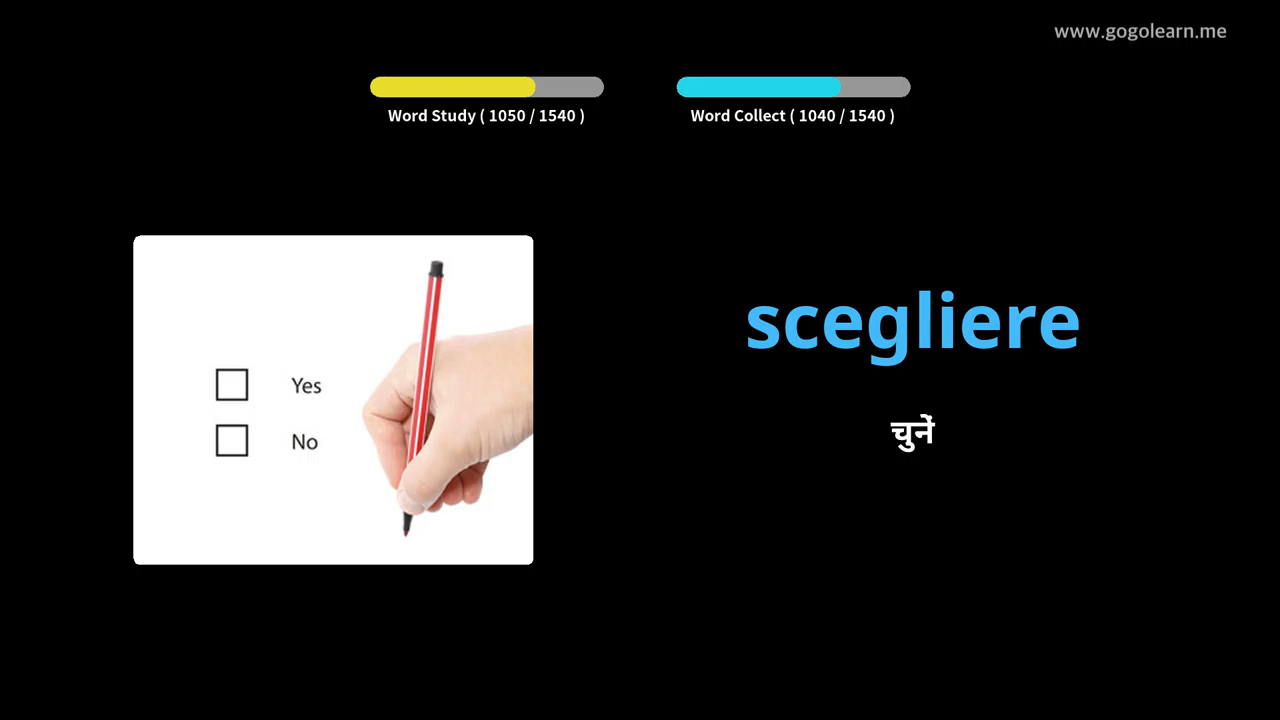 www.gogolearn.me
Word Study ( 1050 / 1540 )
Word Collect ( 1040 / 1540 )
scegliere
चुनें
Yes
No